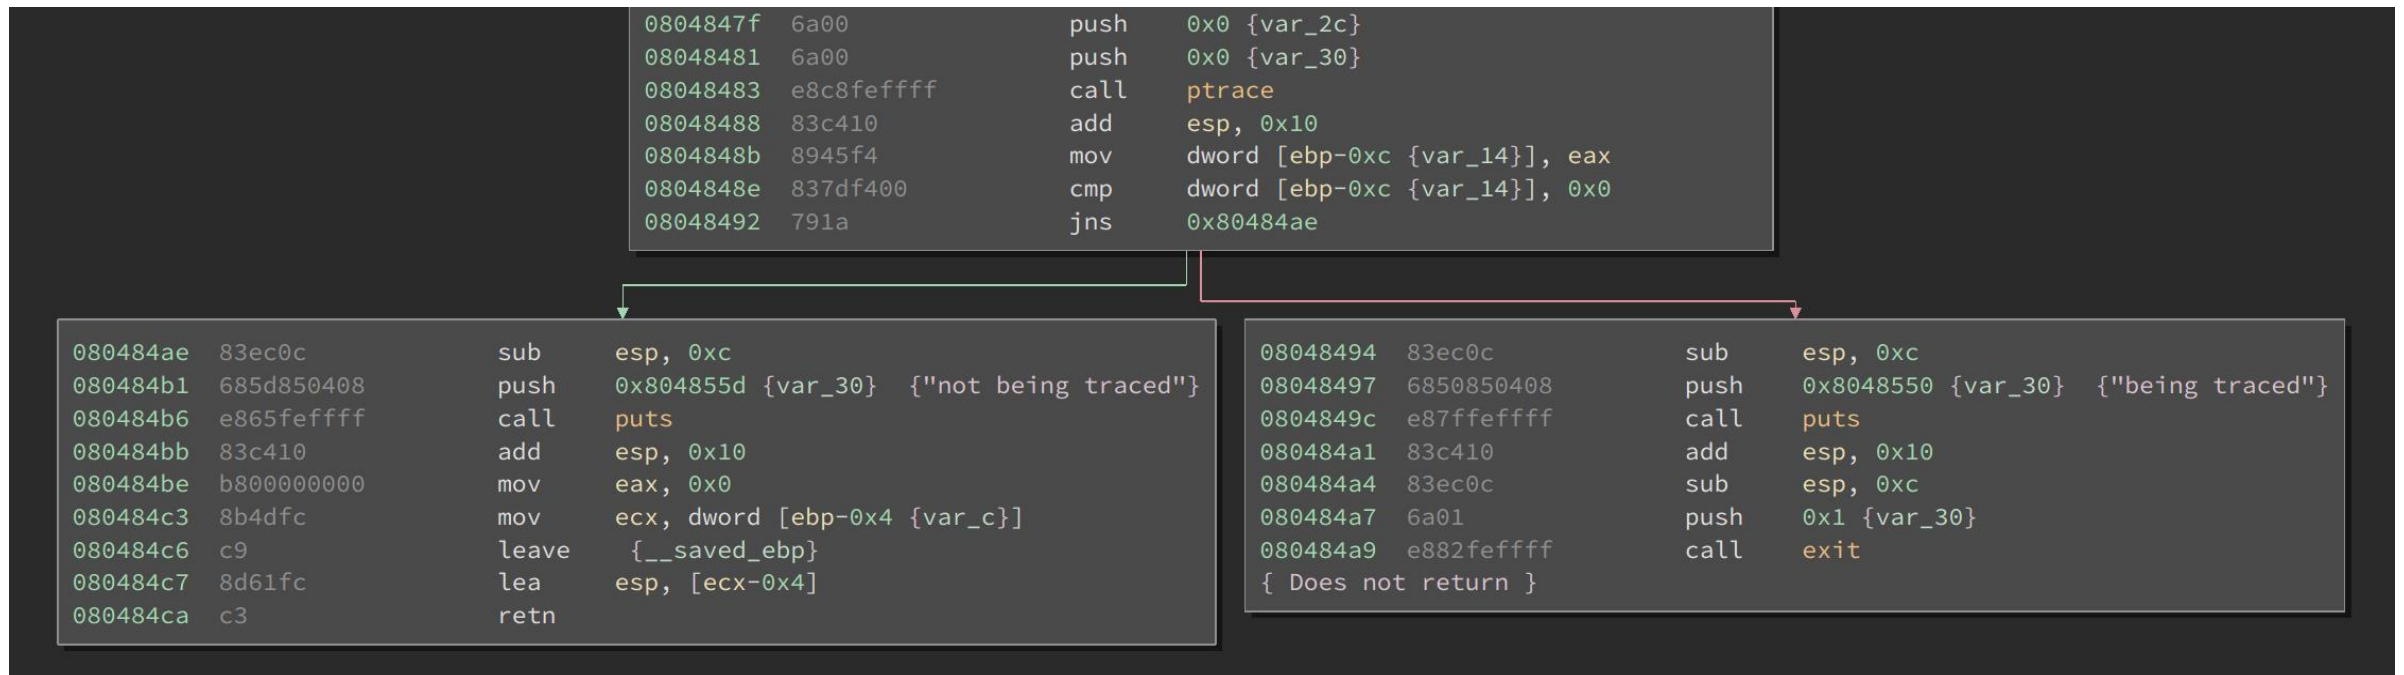 0804847f 6a00 push 0x0 {var_2c}
08048481 6a00 push 0x0 {var_30}
08048483 e8c8feffff call ptrace
08048488 83c410 add esp, 0x10
0804848b 8945f4 mov dword [ebp-0xc {var_14}], eax
0804848e 837df400 cmp dword [ebp-0xc {var_14}], 0x0
08048492 791a jns 0x80484ae
080484ae 83ec0c sub esp, 0xc
080484b1 685d850408 push 0x804855d {var_30} {"not being traced"}
080484b6 e865feffff call puts
080484bb 83c410 add esp, 0x10
080484be b800000000 mov eax, 0x0
080484c3 8b4dfc mov ecx, dword [ebp-0x4 {var_c}]
080484c6 c9 leave {__saved_ebp}
080484c7 8d61fc lea esp, [ecx-0x4]
080484ca c3 retn
08048494 83ec0c sub esp, 0xc
08048497 6850850408 push 0x8048550 {var_30} {"being traced"}
0804849c e87ffeffff call puts
080484a1 83c410 add esp, 0x10
080484a4 83ec0c sub esp, 0xc
080484a7 6a01 push 0x1 {var_30}
080484a9 e882feffff call exit
{ Does not return }